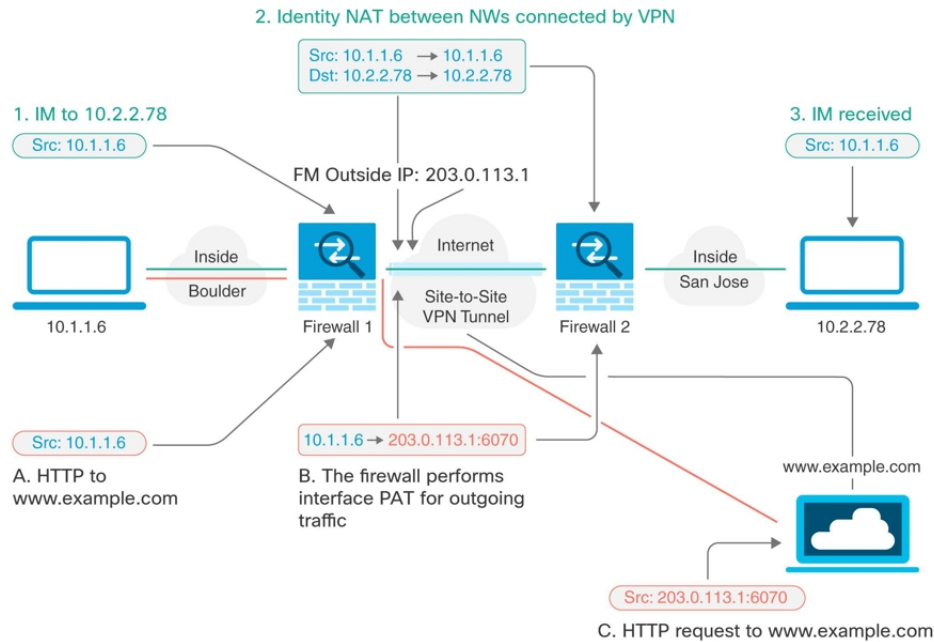 2. Identity NAT between NWs connected by VPN
Src: 10.1.1.6 → 10.1.1.6
Dst: 10.2.2.78 → 10.2.2.78
1. IM to 10.2.2.78
Src: 10.1.1.6
3. IM received
Src: 10.1.1.6
FM Outside IP: 203.0.113.1
Inside
Boulder
Internet
Site-to-Site
VPN Tunnel
Inside
San Jose
10.1.1.6
Firewall 1
Firewall 2
10.2.2.78
Src: 10.1.1.6
A. HTTP to
www.example.com
10.1.1.6 → 203.0.113.1:6070
B. The firewall performs
interface PAT for outgoing
traffic
www.example.com
Src: 203.0.113.1:6070
C. HTTP request to www.example.com